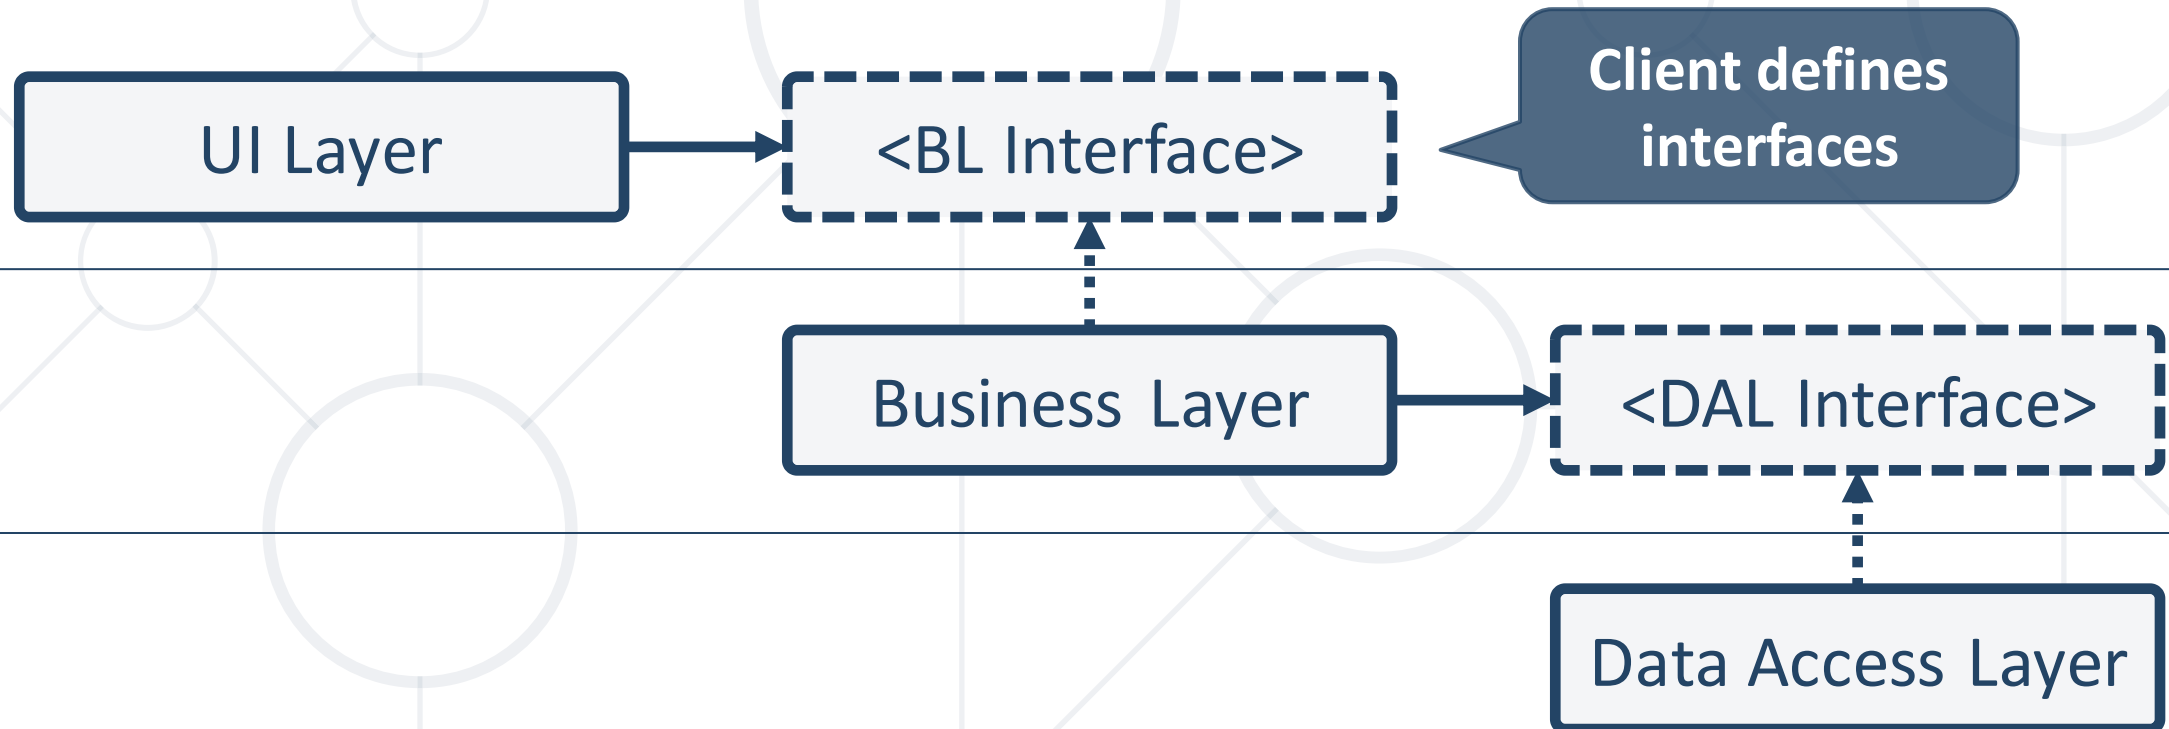 UI Layer
<BL Interface>
Client defines
interfaces
Business Layer
<DAL Interface>
Data Access Layer